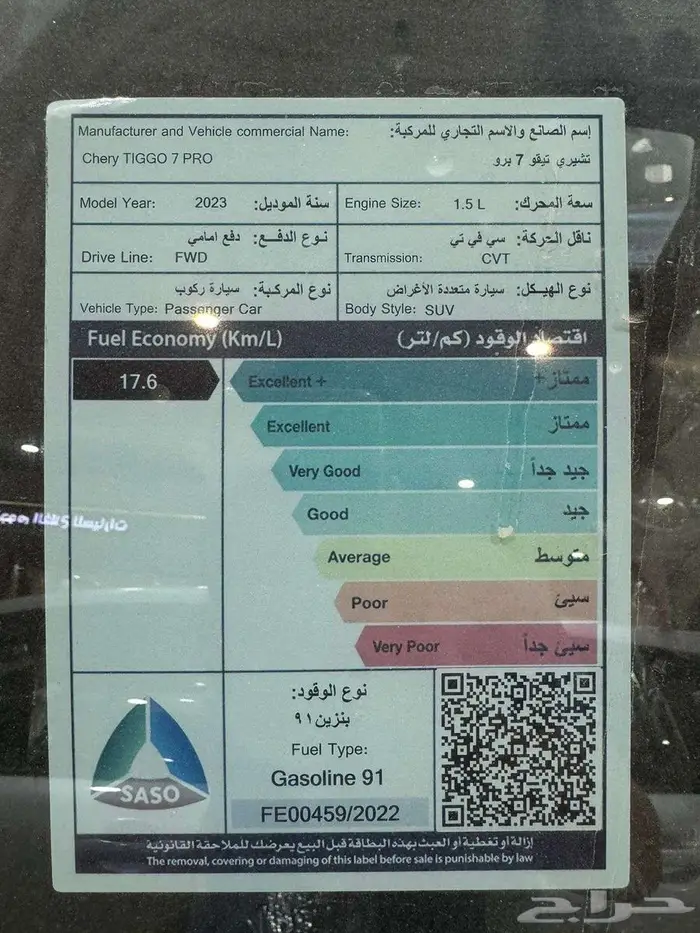 Manufacturer and Vehicle commercial Name: إسم الصانع والاسم التجاري للمركبة:
Chery TIGGO 7 PRO تشيري تيقو 7 برو
Model Year: 2023 سنة الموديل:
Engine Size: 1.5 L سعة المحرك:
نوع الدفع: دفع امامي
Drive Line: FWD
ناقل الحركة: سي في تي
Transmission: CVT
نوع المركبة: سيارة ركوب
Vehicle Type: Passenger Car
نوع الهيكل: سيارة متعددة الأغراض
Body Style: SUV
Fuel Economy (Km/L) اقتصاد الوقود (كم/لتر)
17.6
Excellent + ممتاز+
Excellent ممتاز
Very Good جيد جداً
Good جيد
Average متوسط
Poor سيئ
Very Poor سيئ جداً
SASO
نوع الوقود:
بنزين ٩١
Fuel Type:
Gasoline 91
FE00459/2022
إزالة أو تغطية أو العبث بهذه البطاقة قبل البيع يعرضك للملاحقة القانونية
The removal, covering or damaging of this label before sale is punishable by law
حراج